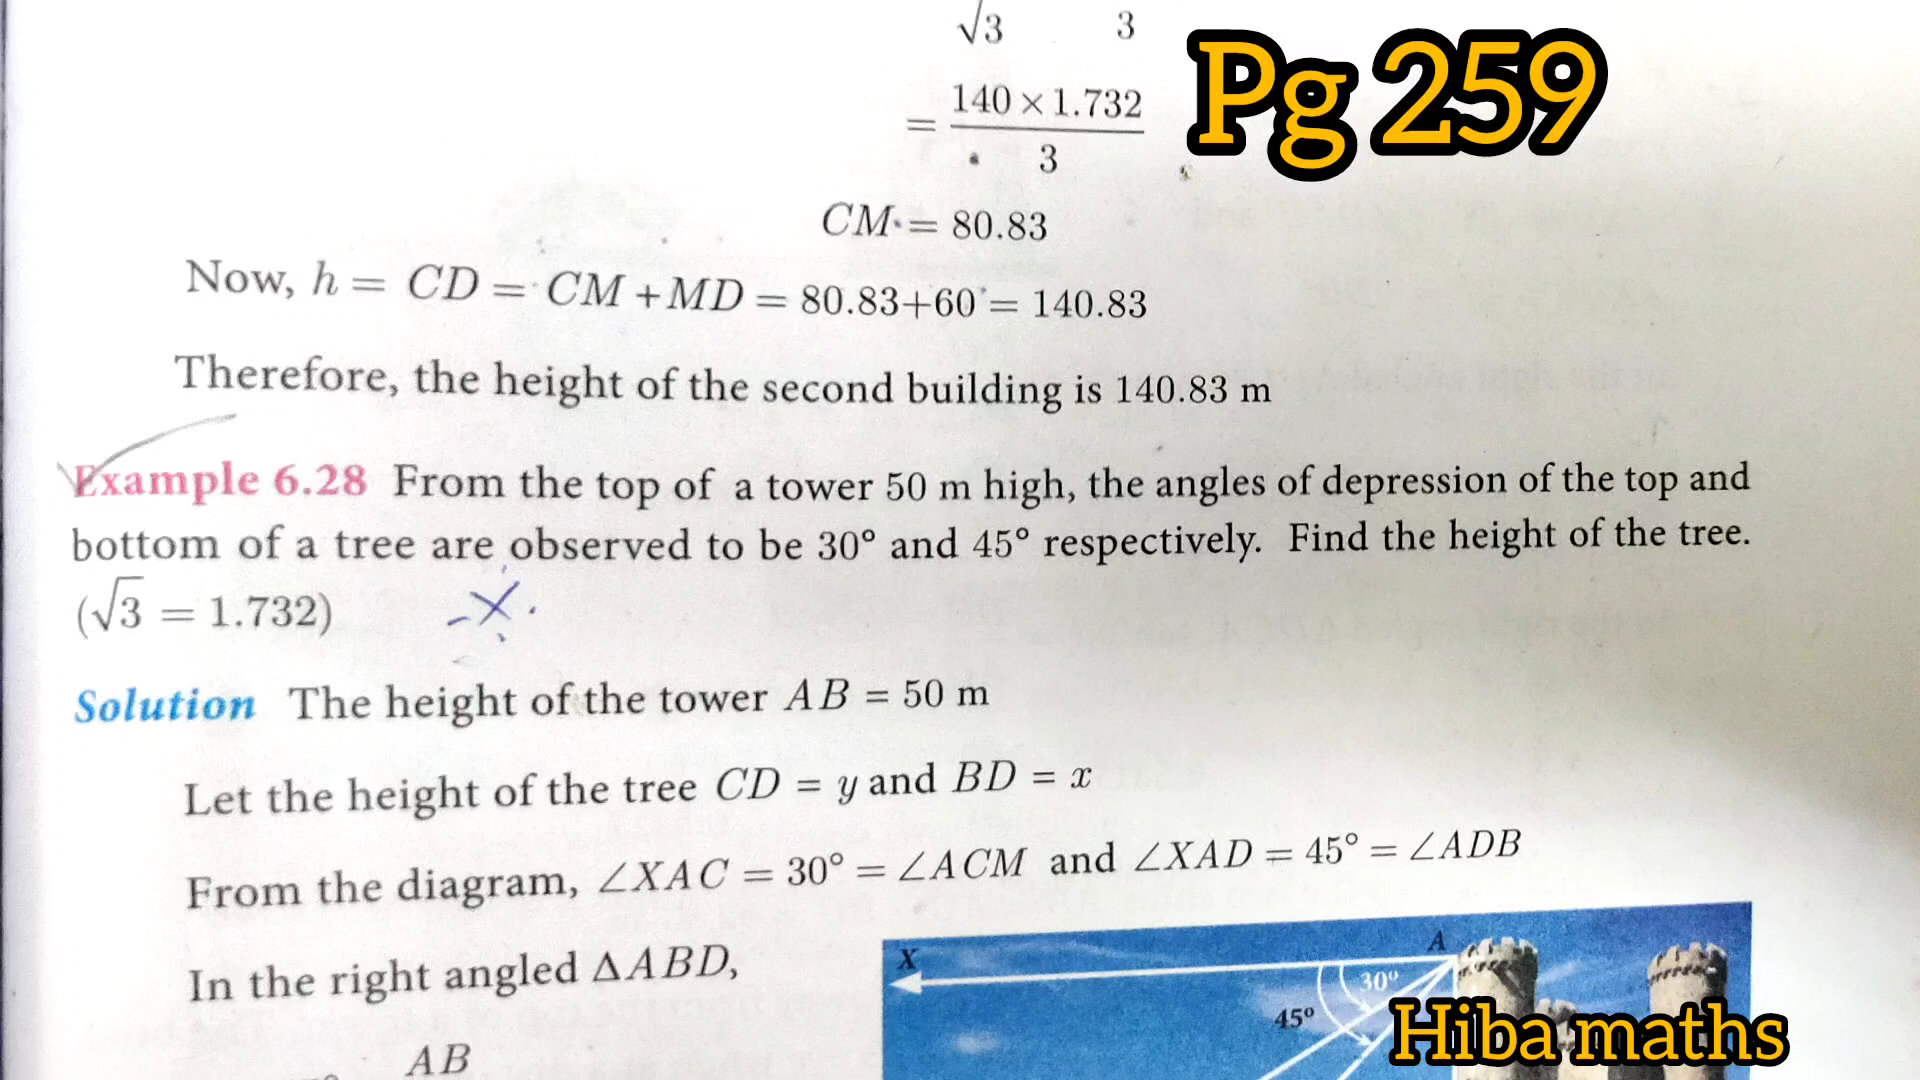 √3 3
Pg 259
= 140 × 1.732
3
CM = 80.83
Now, h = CD = CM + MD = 80.83+60 = 140.83
Therefore, the height of the second building is 140.83 m
Example 6.28 From the top of a tower 50 m high, the angles of depression of the top and
bottom of a tree are observed to be 30° and 45° respectively. Find the height of the tree.
(√3 = 1.732) -X.
Solution The height of the tower AB = 50 m
Let the height of the tree CD = y and BD = x
From the diagram, ∠XAC = 30° = ∠ACM and ∠XAD = 45° = ∠ADB
In the right angled ΔABD,
X A
30°
45°
Hiba maths
AB